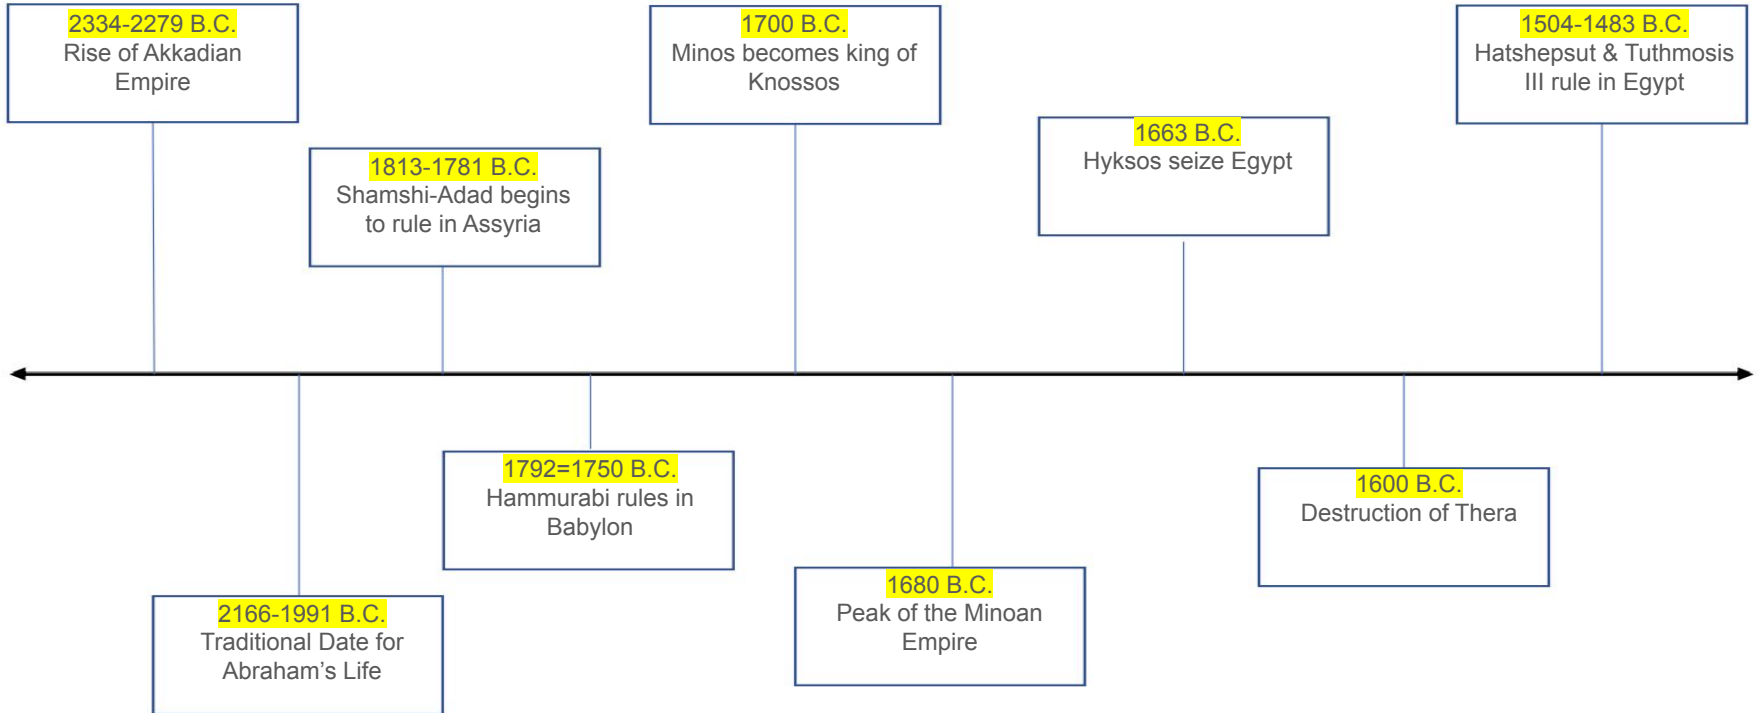 2334-2279 B.C.
Rise of Akkadian
Empire
1813-1781 B.C.
Shamshi-Adad begins
to rule in Assyria
1700 B.C.
Minos becomes king of
Knossos
1663 B.C.
Hyksos seize Egypt
1504-1483 B.C.
Hatshepsut & Tuthmosis
III rule in Egypt
2166-1991 B.C.
Traditional Date for
Abraham’s Life
1792=1750 B.C.
Hammurabi rules in
Babylon
1680 B.C.
Peak of the Minoan
Empire
1600 B.C.
Destruction of Thera